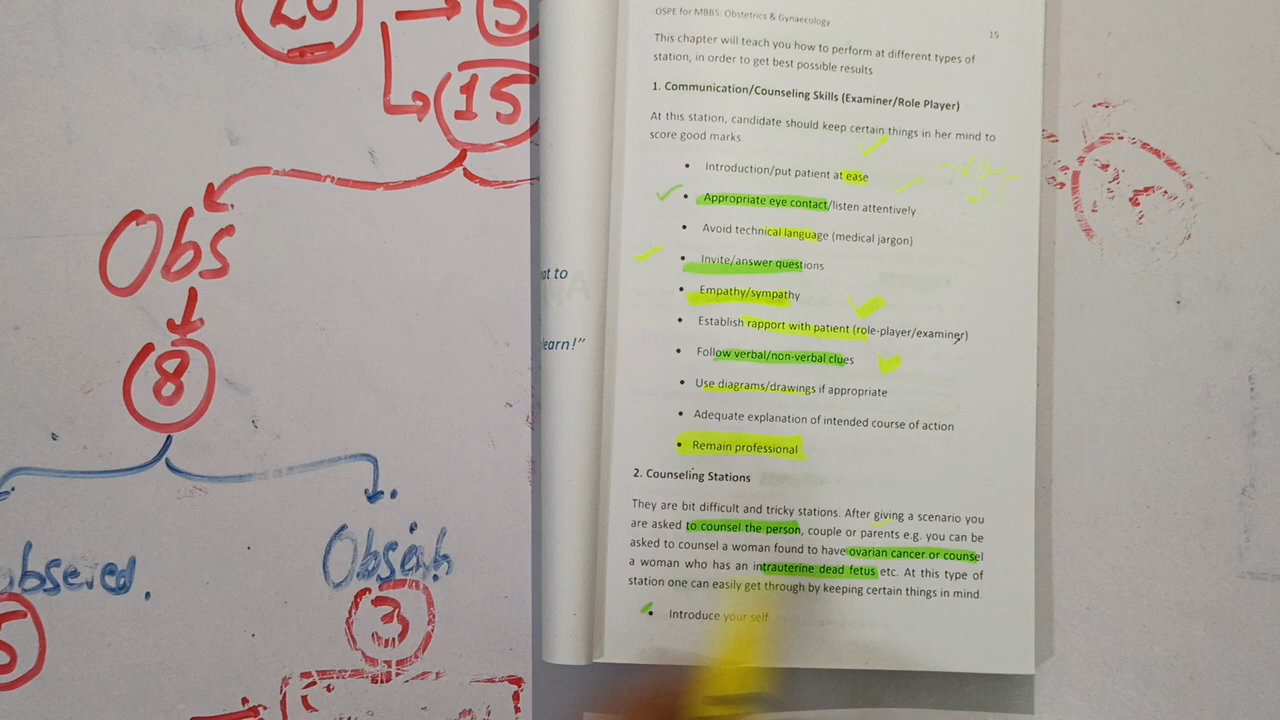 20
5
15
Obs
8
absered.
5
3
at to
earn!"
OSPE for MBBS: Obstetrics & Gynaecology
15
This chapter will teach you how to perform at different types of
station, in order to get best possible results
1. Communication/Counseling Skills (Examiner/Role Player)
At this station, candidate should keep certain things in her mind to
score good marks.
• Introduction/put patient at ease
• Appropriate eye contact/listen attentively
• Avoid technical language (medical jargon)
• Invite/answer questions
• Empathy/sympathy
• Establish rapport with patient (role-player/examiner)
• Follow verbal/non-verbal clues
• Use diagrams/drawings if appropriate
• Adequate explanation of intended course of action
• Remain professional
2. Counseling Stations
They are bit difficult and tricky stations. After giving a scenario you
are asked to counsel the person, couple or parents e.g. you can be
asked to counsel a woman found to have ovarian cancer or counsel
a woman who has an intrauterine dead fetus etc. At this type of
station one can easily get through by keeping certain things in mind.
• Introduce your self